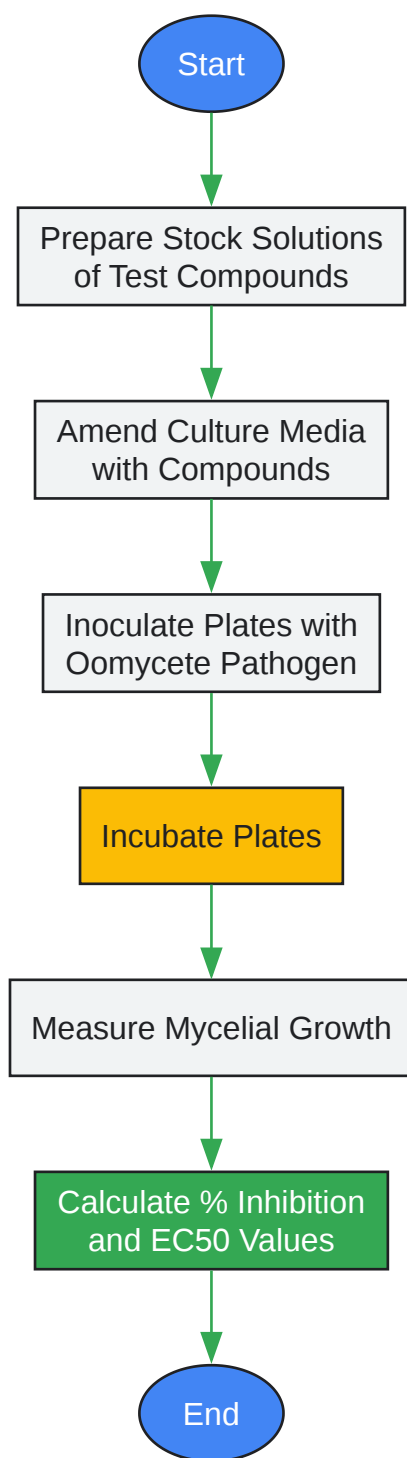 Start
Prepare Stock Solutions
of Test Compounds
Amend Culture Media
with Compounds
Inoculate Plates with
Oomycete Pathogen
Incubate Plates
Measure Mycelial Growth
Calculate % Inhibition
and EC50 Values
End